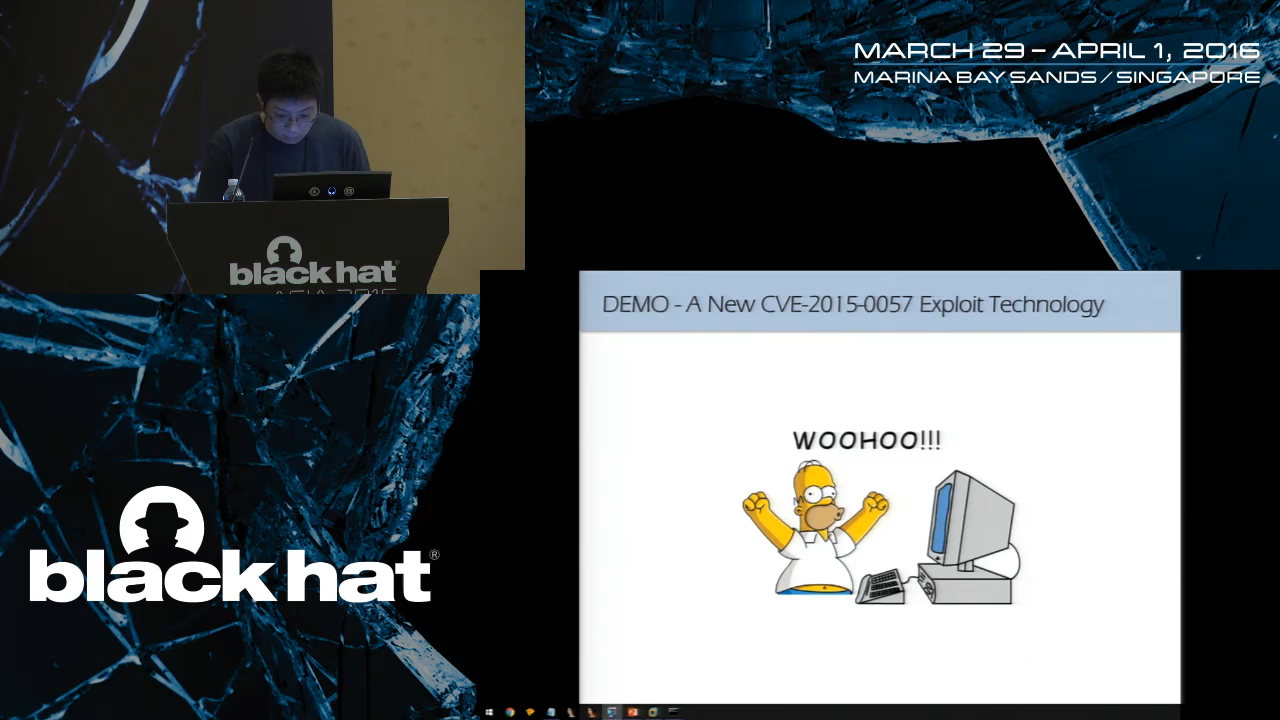 MARCH 29 – APRIL 1, 2016
MARINA BAY SANDS / SINGAPORE
black hat®
DEMO - A New CVE-2015-0057 Exploit Technology
WOOHOO!!!
black hat®